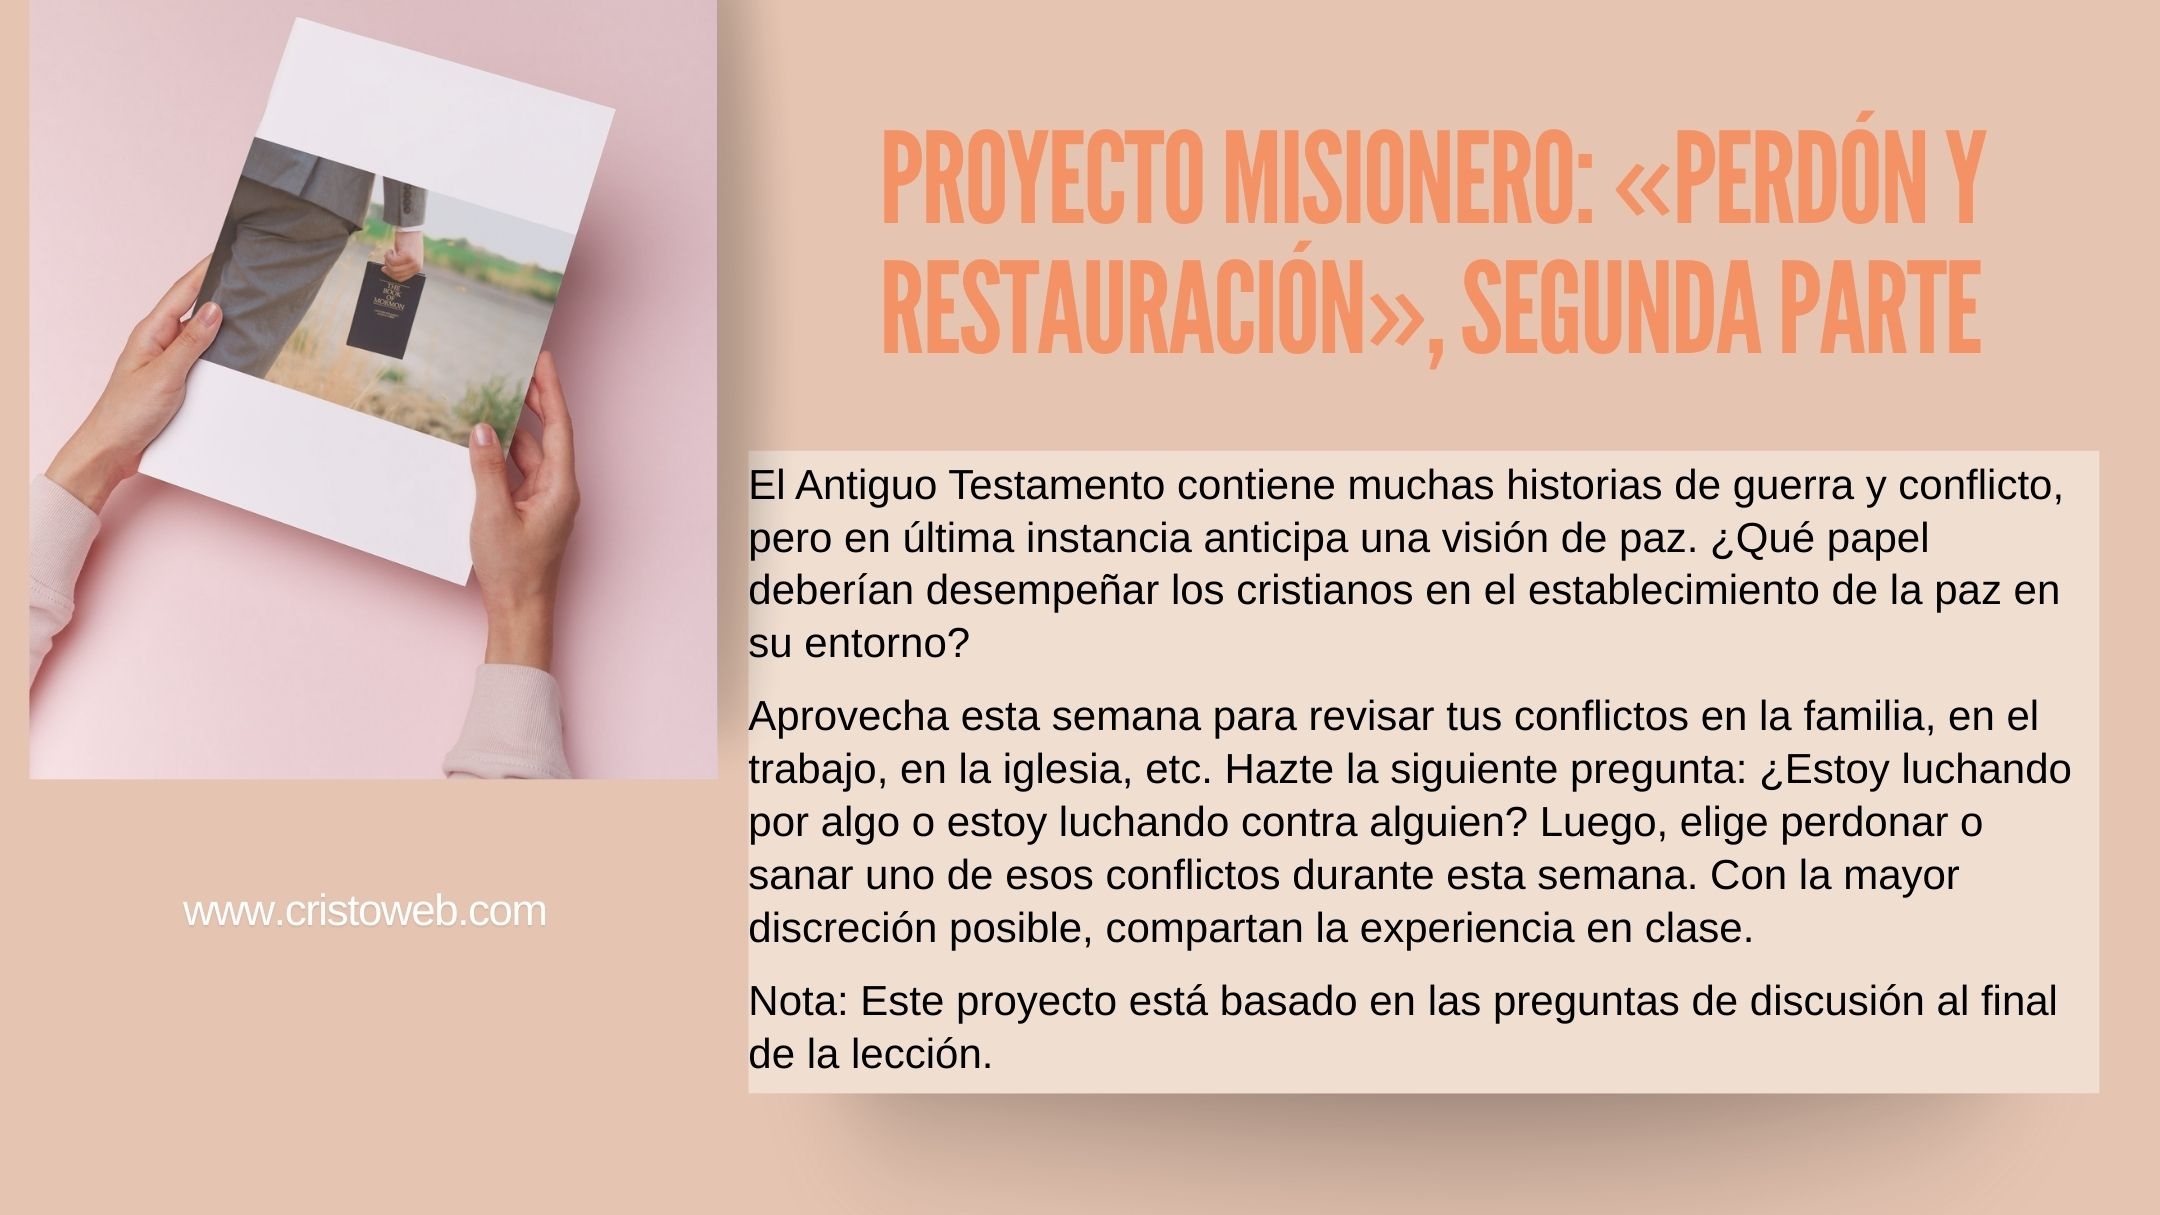 PROYECTO MISIONERO: «PERDÓN Y
RESTAURACIÓN», SEGUNDA PARTE
THE
BOOK
OF
MORMON
El Antiguo Testamento contiene muchas historias de guerra y conflicto,
pero en última instancia anticipa una visión de paz. ¿Qué papel
deberían desempeñar los cristianos en el establecimiento de la paz en
su entorno?
Aprovecha esta semana para revisar tus conflictos en la familia, en el
trabajo, en la iglesia, etc. Hazte la siguiente pregunta: ¿Estoy luchando
por algo o estoy luchando contra alguien? Luego, elige perdonar o
sanar uno de esos conflictos durante esta semana. Con la mayor
discreción posible, compartan la experiencia en clase.
Nota: Este proyecto está basado en las preguntas de discusión al final
de la lección.
www.cristoweb.com